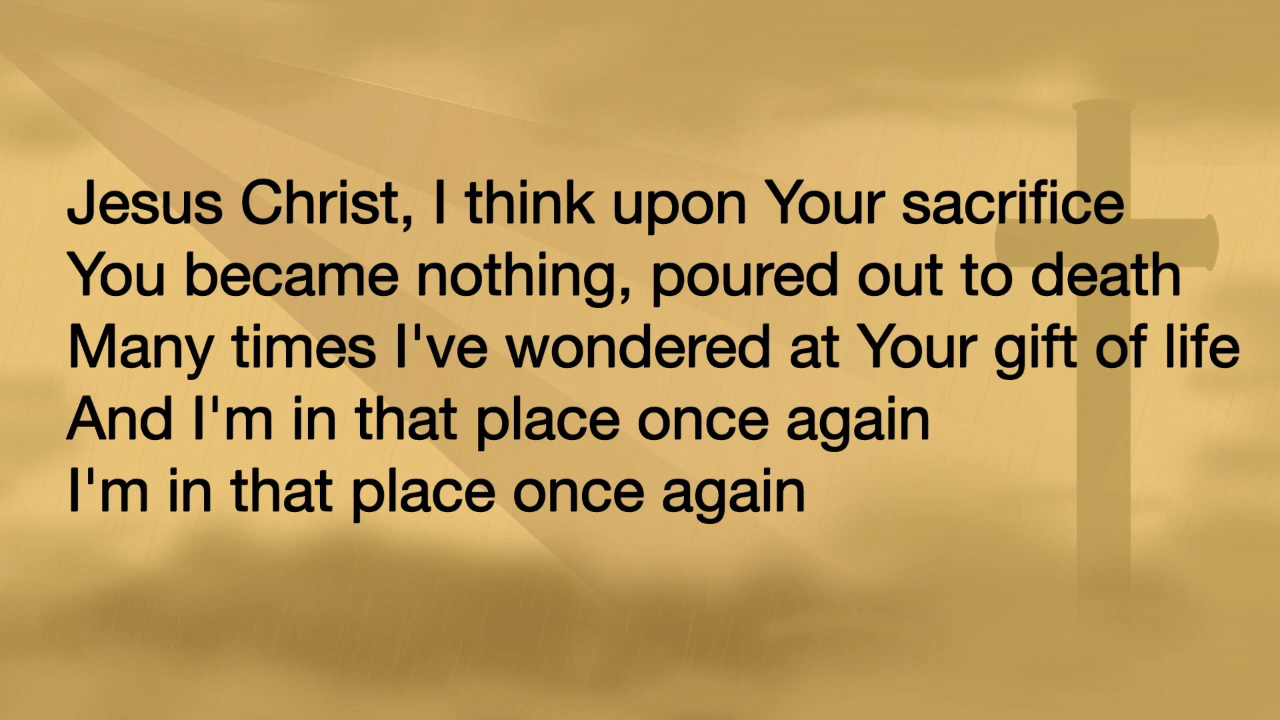 Jesus Christ, I think upon Your sacrifice
You became nothing, poured out to death
Many times I've wondered at Your gift of life
And I'm in that place once again
I'm in that place once again